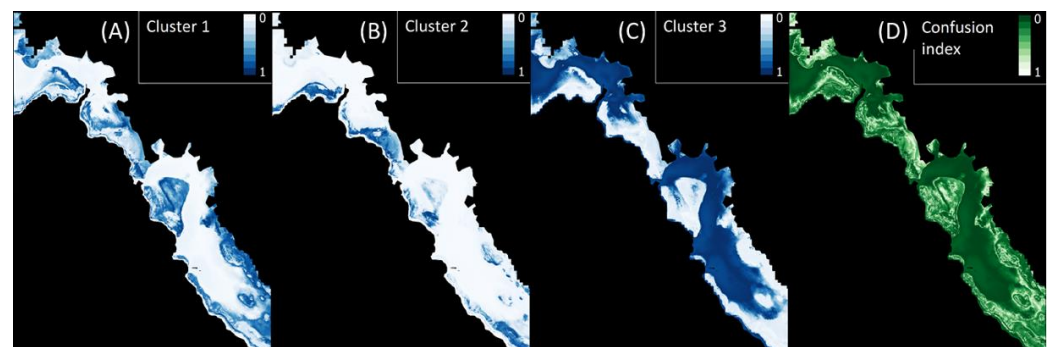 (A)
Cluster 1
0
1
(B)
Cluster 2
0
1
(C)
Cluster 3
0
1
(D)
Confusion
index
0
1